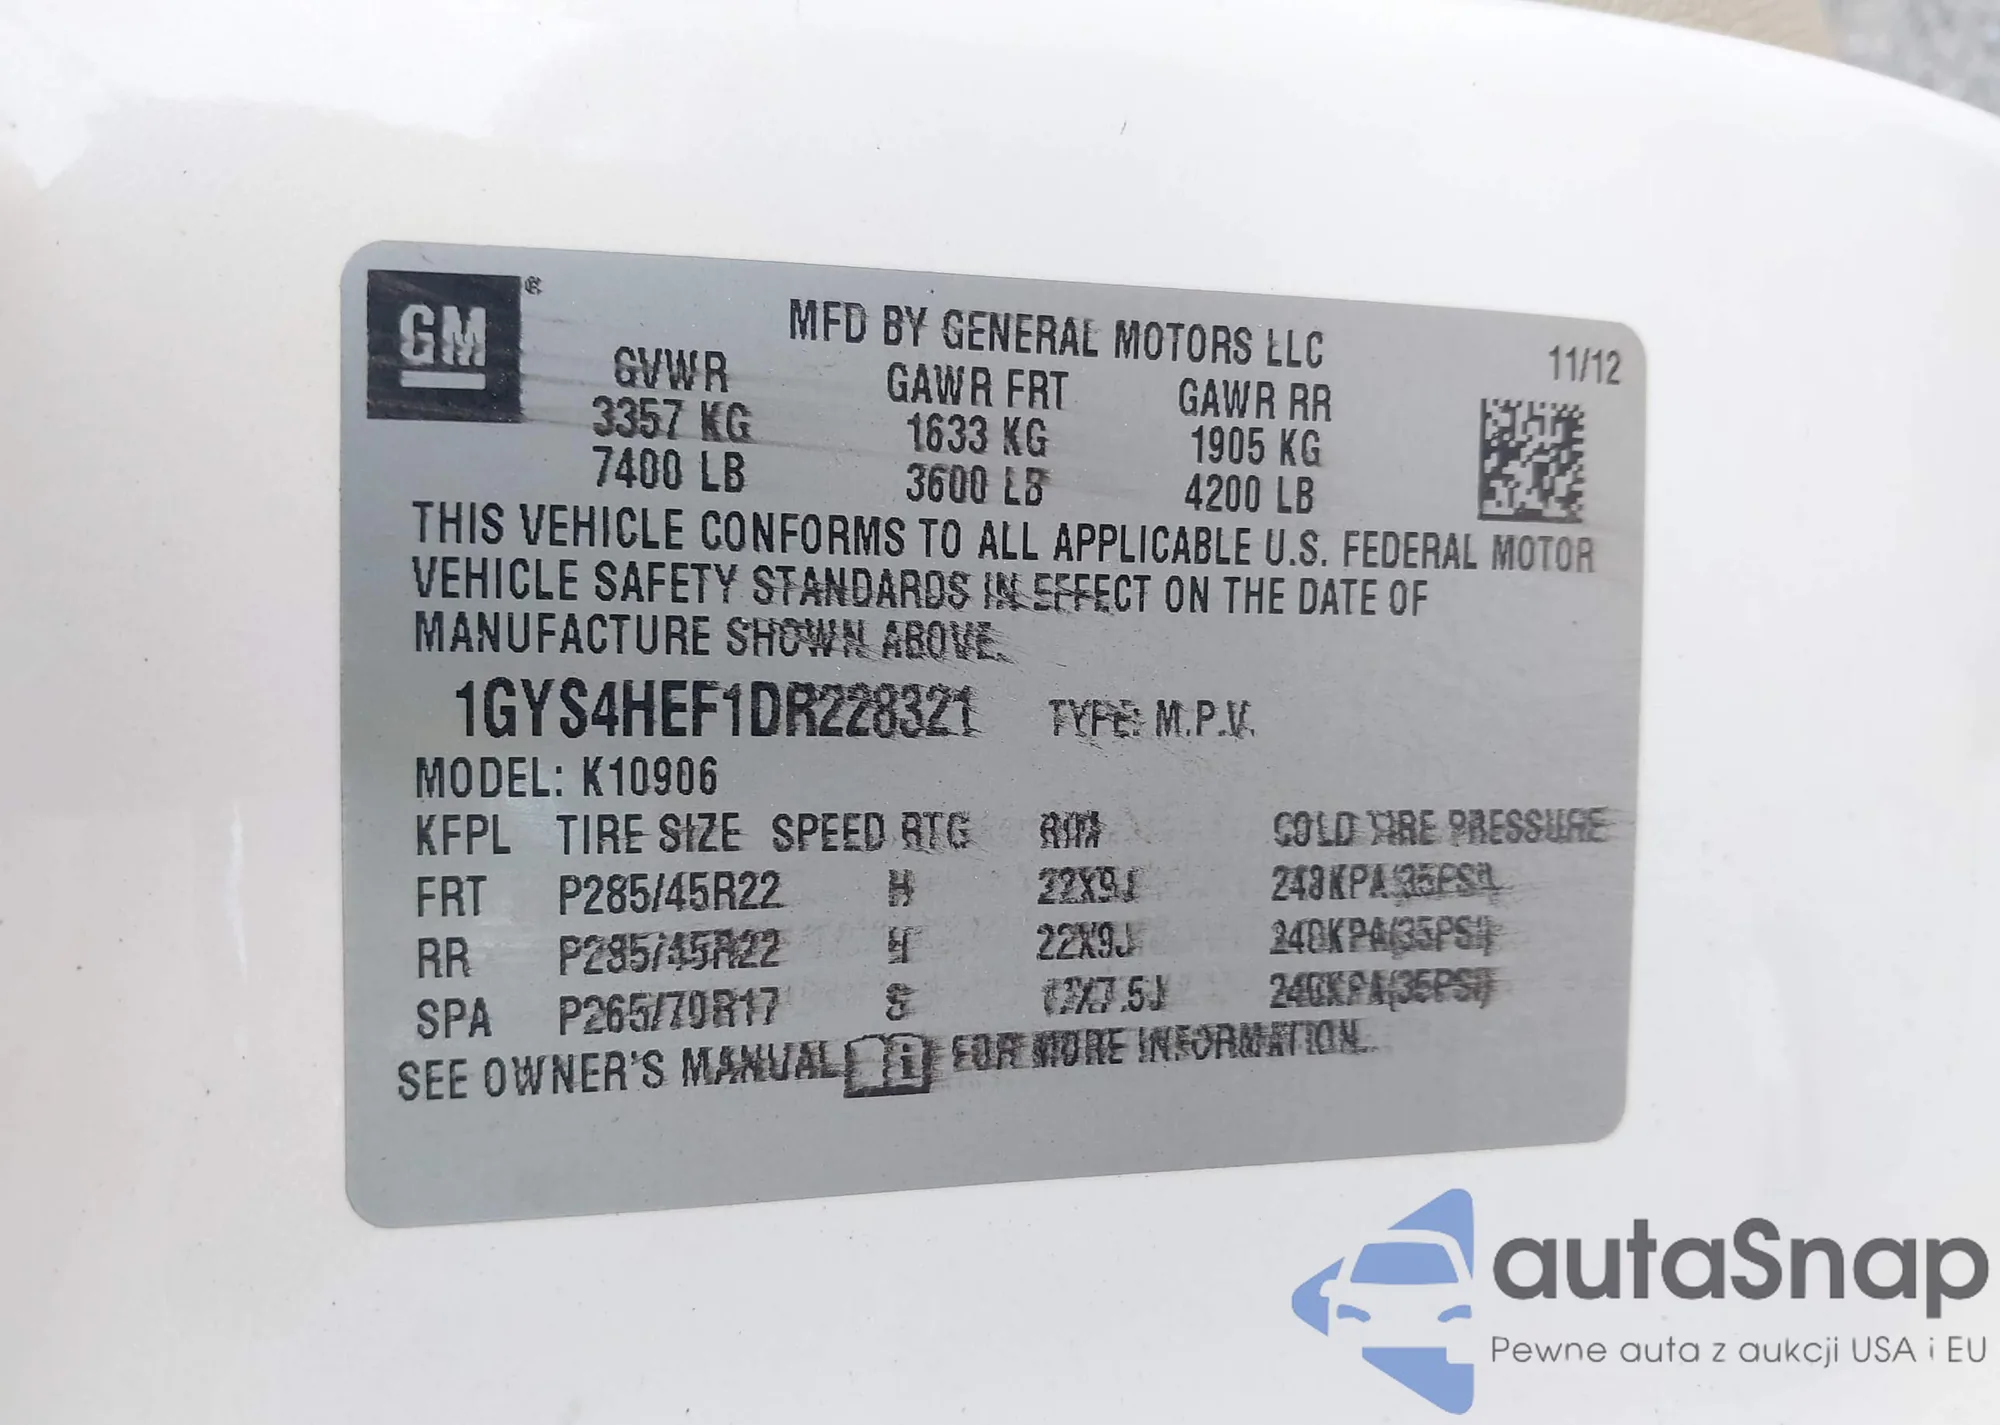 GM®
MFD BY GENERAL MOTORS LLC
11/12
GVWR GAWR FRT GAWR RR
3357 KG 1633 KG 1905 KG
7400 LB 3600 LB 4200 LB
THIS VEHICLE CONFORMS TO ALL APPLICABLE U.S. FEDERAL MOTOR
VEHICLE SAFETY STANDARDS IN EFFECT ON THE DATE OF
MANUFACTURE SHOWN ABOVE.
1GYS4HEF1DR228321 TYPE: M.P.V.
MODEL: K10906
KFPL TIRE SIZE SPEED RTG RIM COLD TIRE PRESSURE
FRT P285/45R22 H 22X9J 240KPA(35PSI)
RR P285/45R22 H 22X9J 240KPA(35PSI)
SPA P265/70R17 S 17X7.5J 240KPA(35PSI)
SEE OWNER'S MANUAL i FOR MORE INFORMATION.
autaSnap
Pewne auta z aukcji USA i EU